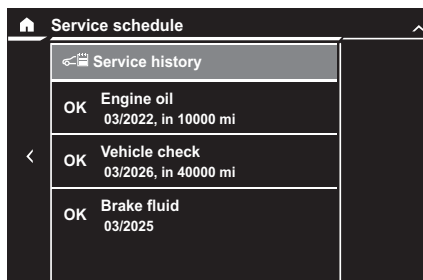 Service schedule
Service history
OK Engine oil
03/2022, in 10000 mi
OK Vehicle check
03/2026, in 40000 mi
OK Brake fluid
03/2025